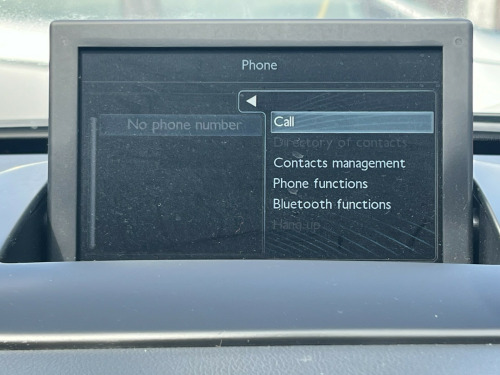 Phone
No phone number
Call
Directory of contacts
Contacts management
Phone functions
Bluetooth functions
Hang up